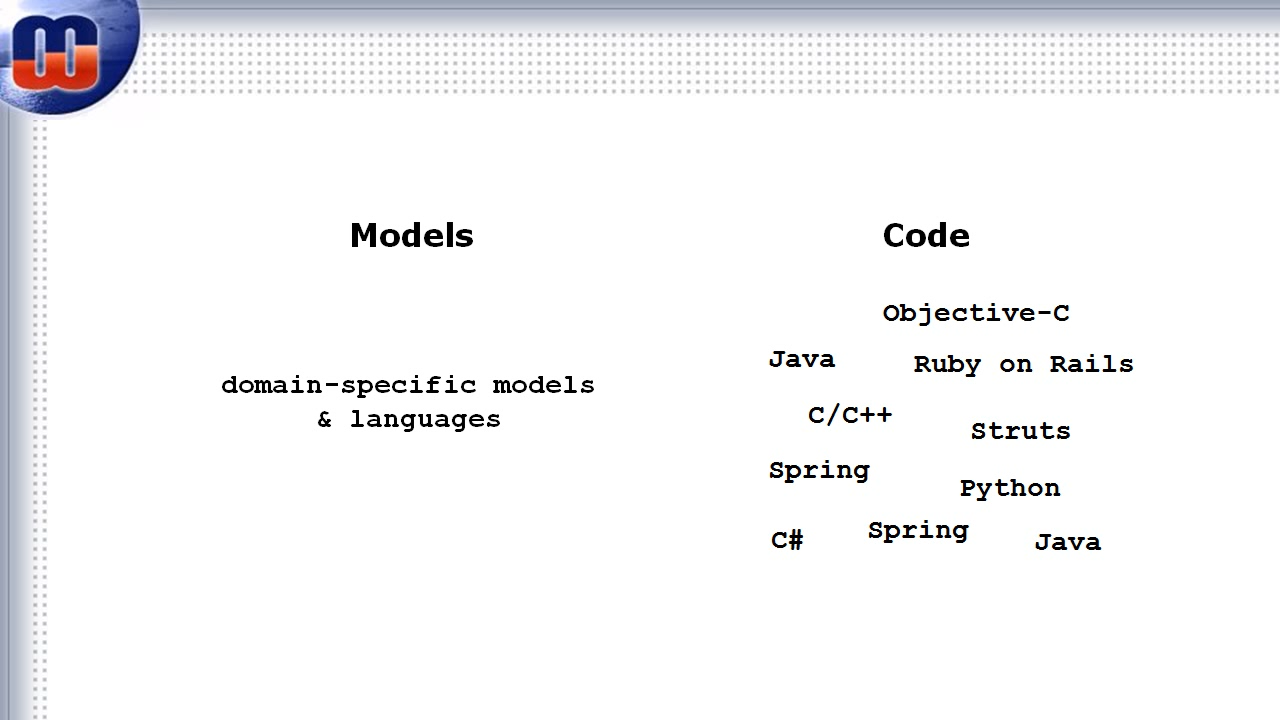 Models
domain-specific models
& languages
Code
Objective-C
Java
Ruby on Rails
C/C++
Struts
Spring
Python
C#
Spring
Java